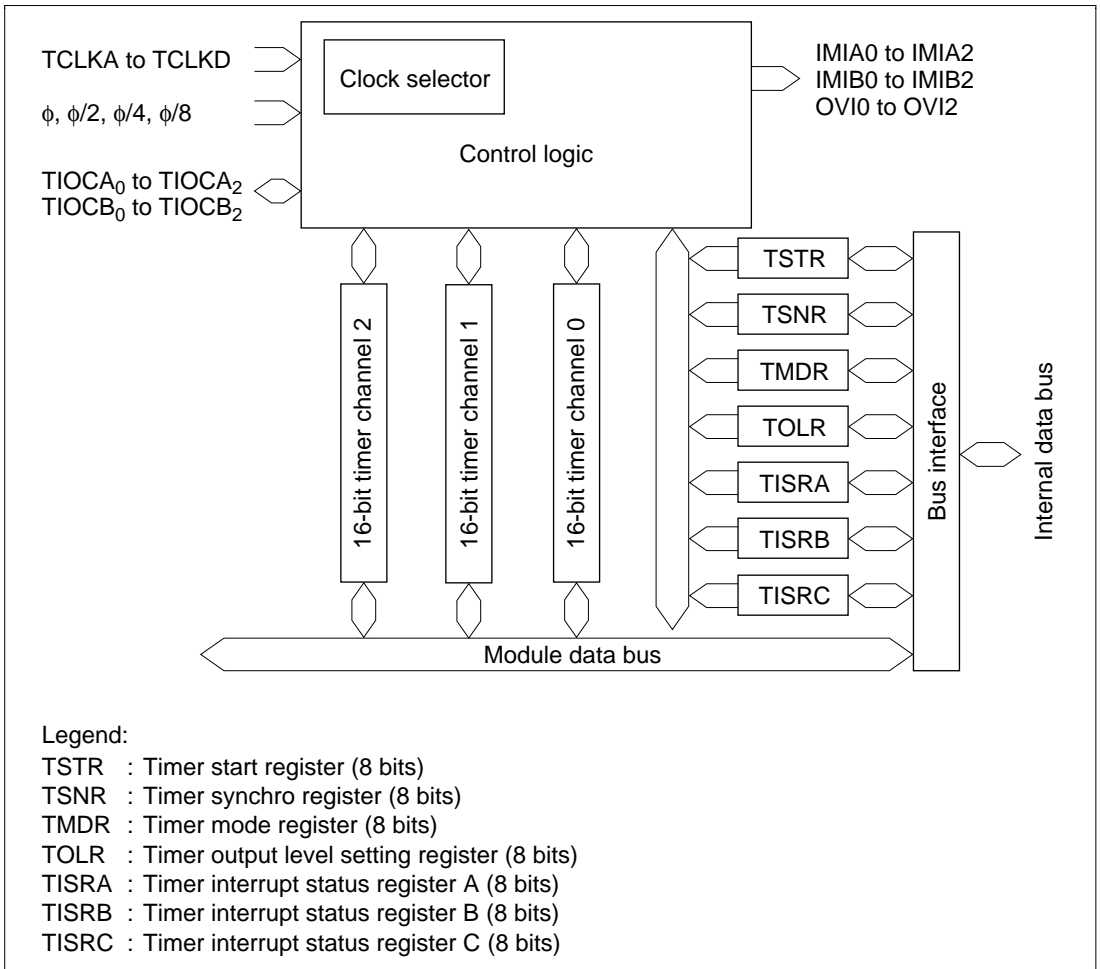 TCLKA to TCLKD
ϕ, ϕ/2, ϕ/4, ϕ/8
TIOCA₀ to TIOCA₂
TIOCB₀ to TIOCB₂
Clock selector
Control logic
IMIA0 to IMIA2
IMIB0 to IMIB2
OVI0 to OVI2
16-bit timer channel 2
16-bit timer channel 1
16-bit timer channel 0
TSTR
TSNR
TMDR
TOLR
TISRA
TISRB
TISRC
Bus interface
Internal data bus
Module data bus
Legend:
TSTR : Timer start register (8 bits)
TSNR : Timer synchro register (8 bits)
TMDR : Timer mode register (8 bits)
TOLR : Timer output level setting register (8 bits)
TISRA : Timer interrupt status register A (8 bits)
TISRB : Timer interrupt status register B (8 bits)
TISRC : Timer interrupt status register C (8 bits)